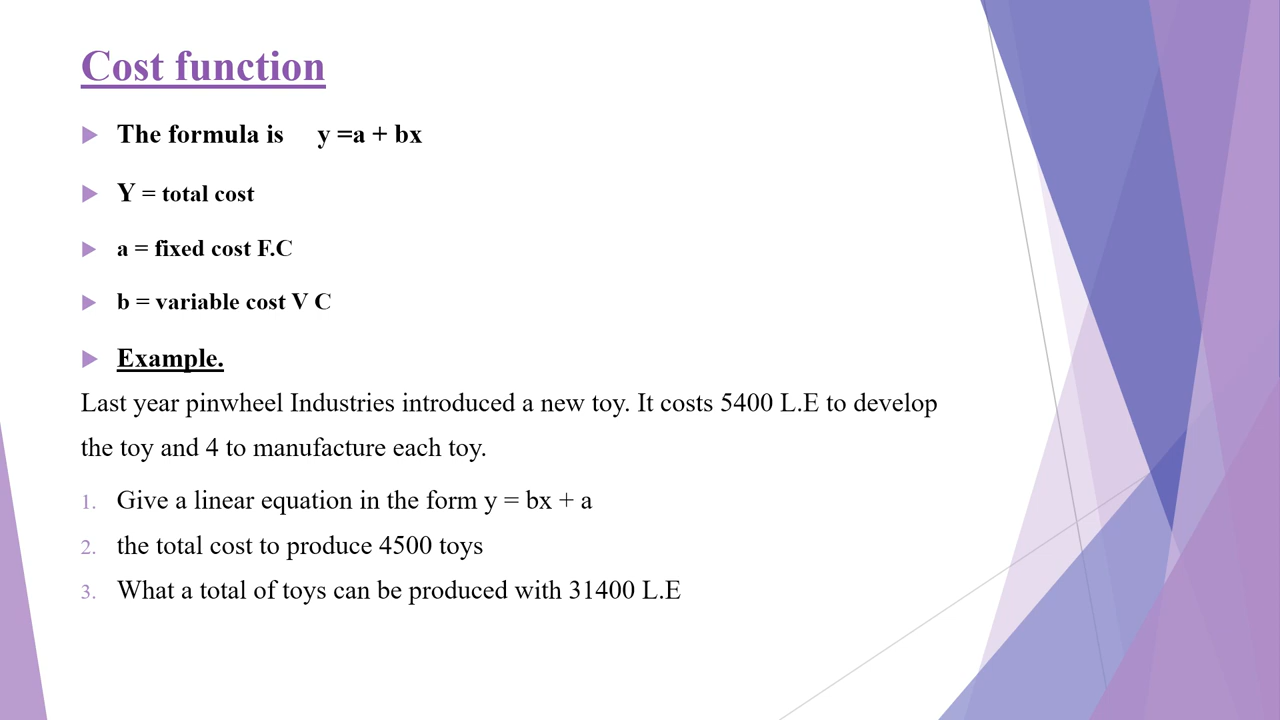 Cost function
The formula is y =a + bx
Y = total cost
a = fixed cost F.C
b = variable cost V C
Example.
Last year pinwheel Industries introduced a new toy. It costs 5400 L.E to develop
the toy and 4 to manufacture each toy.
1. Give a linear equation in the form y = bx + a
2. the total cost to produce 4500 toys
3. What a total of toys can be produced with 31400 L.E